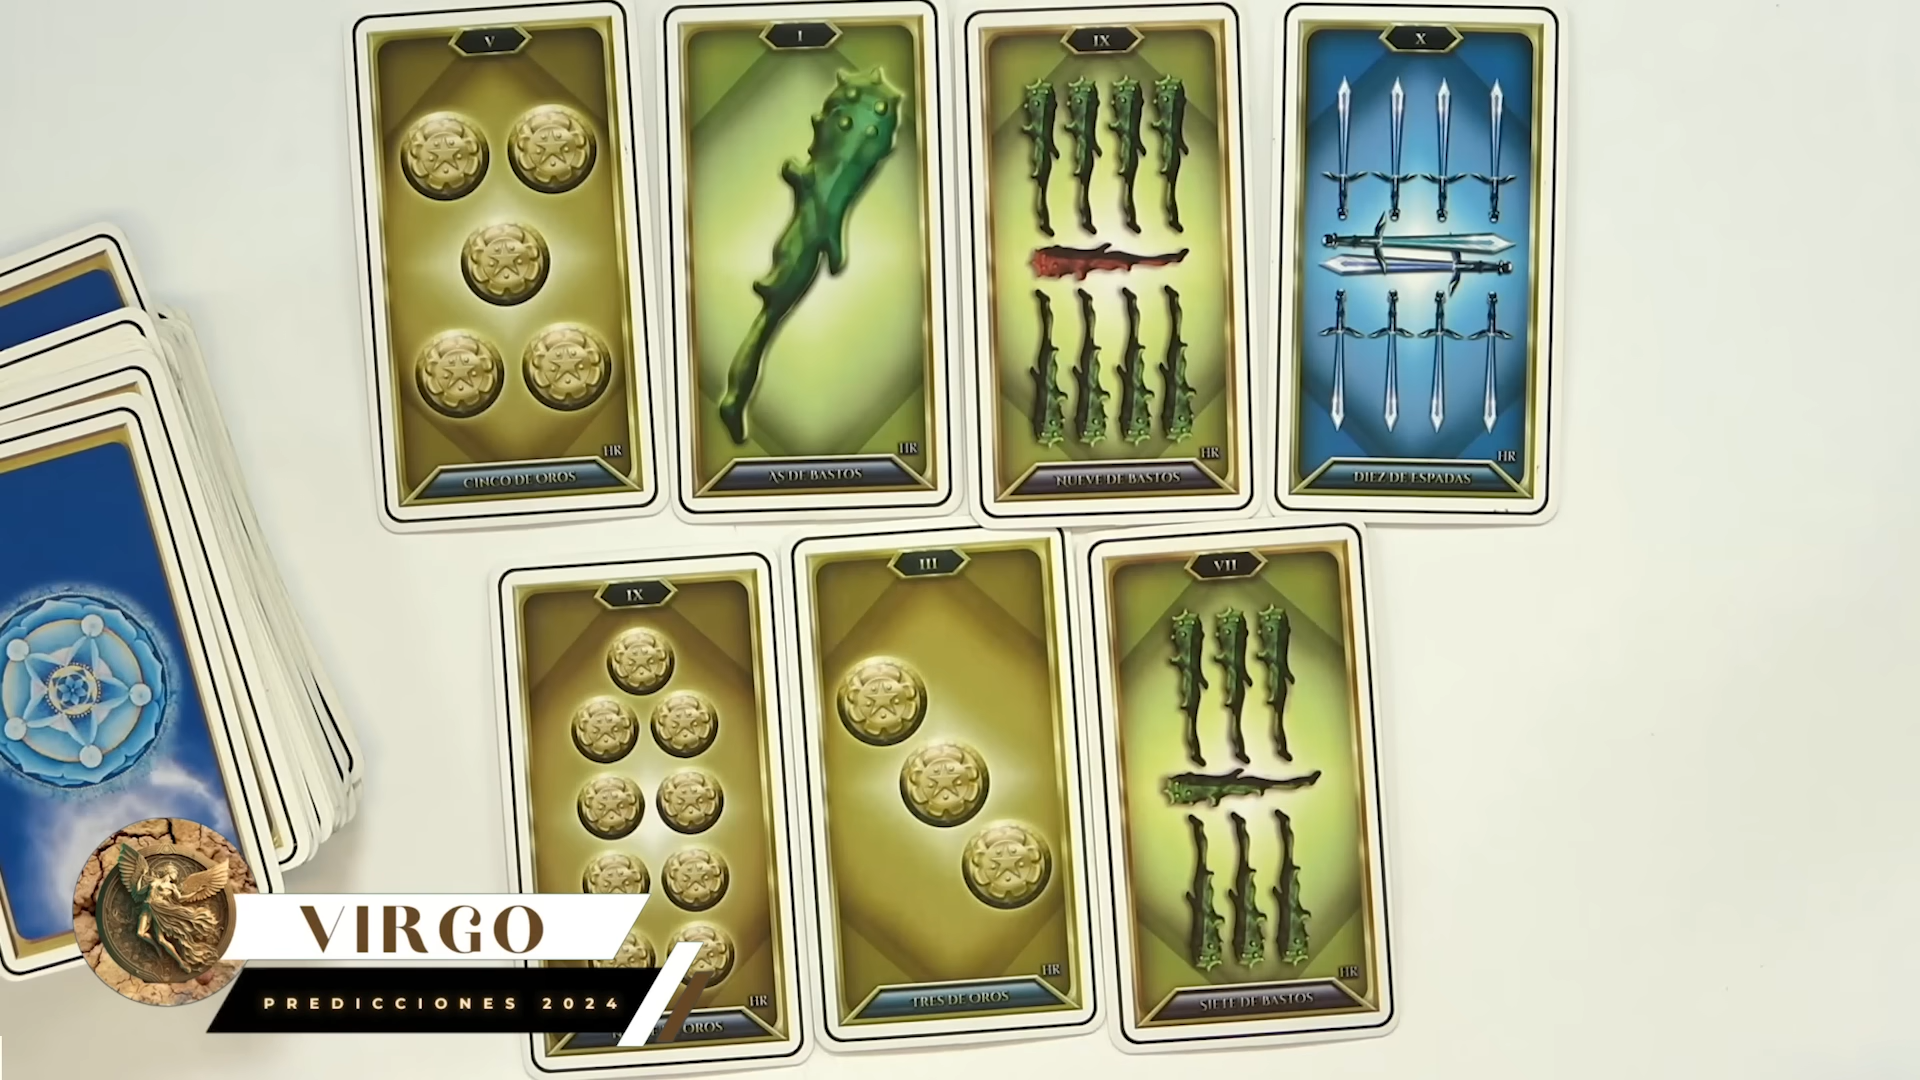 V
I
IX
X
HR
CINCO DE OROS
HR
AS DE BASTOS
HR
NUEVE DE BASTOS
HR
DIEZ DE ESPADAS
IX
III
VII
HR
OROS
HR
TRES DE OROS
HR
SIETE DE BASTOS
VIRGO
PREDICCIONES 2024